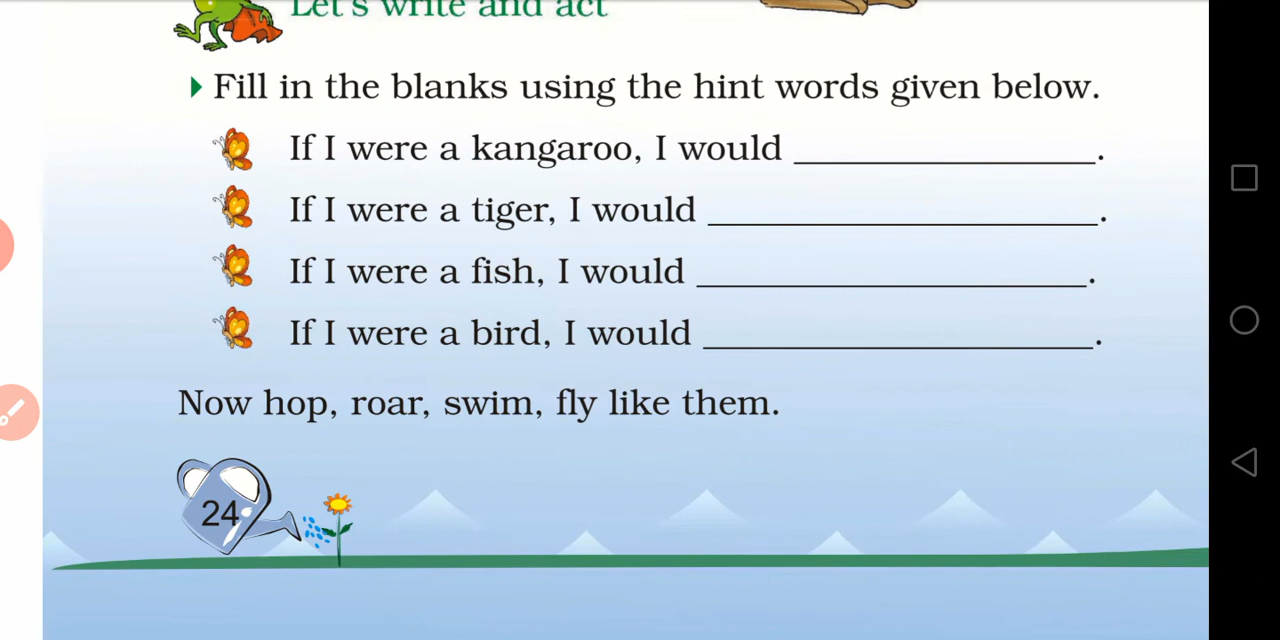 Let's write and act
Fill in the blanks using the hint words given below.
If I were a kangaroo, I would ____________________.
If I were a tiger, I would ____________________.
If I were a fish, I would ____________________.
If I were a bird, I would ____________________.
Now hop, roar, swim, fly like them.
24